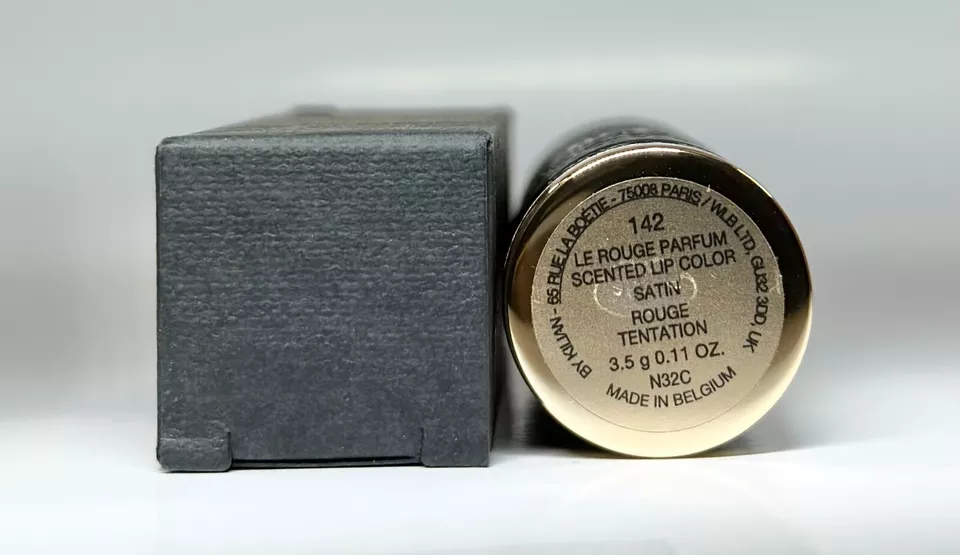 BY KILIAN - 65 RUE LA BOÉTIE - 75008 PARIS / WLB LTD, GU32 3DD, UK
142
LE ROUGE PARFUM
SCENTED LIP COLOR
SATIN
ROUGE
TENTATION
3.5 g 0.11 OZ.
N32C
MADE IN BELGIUM